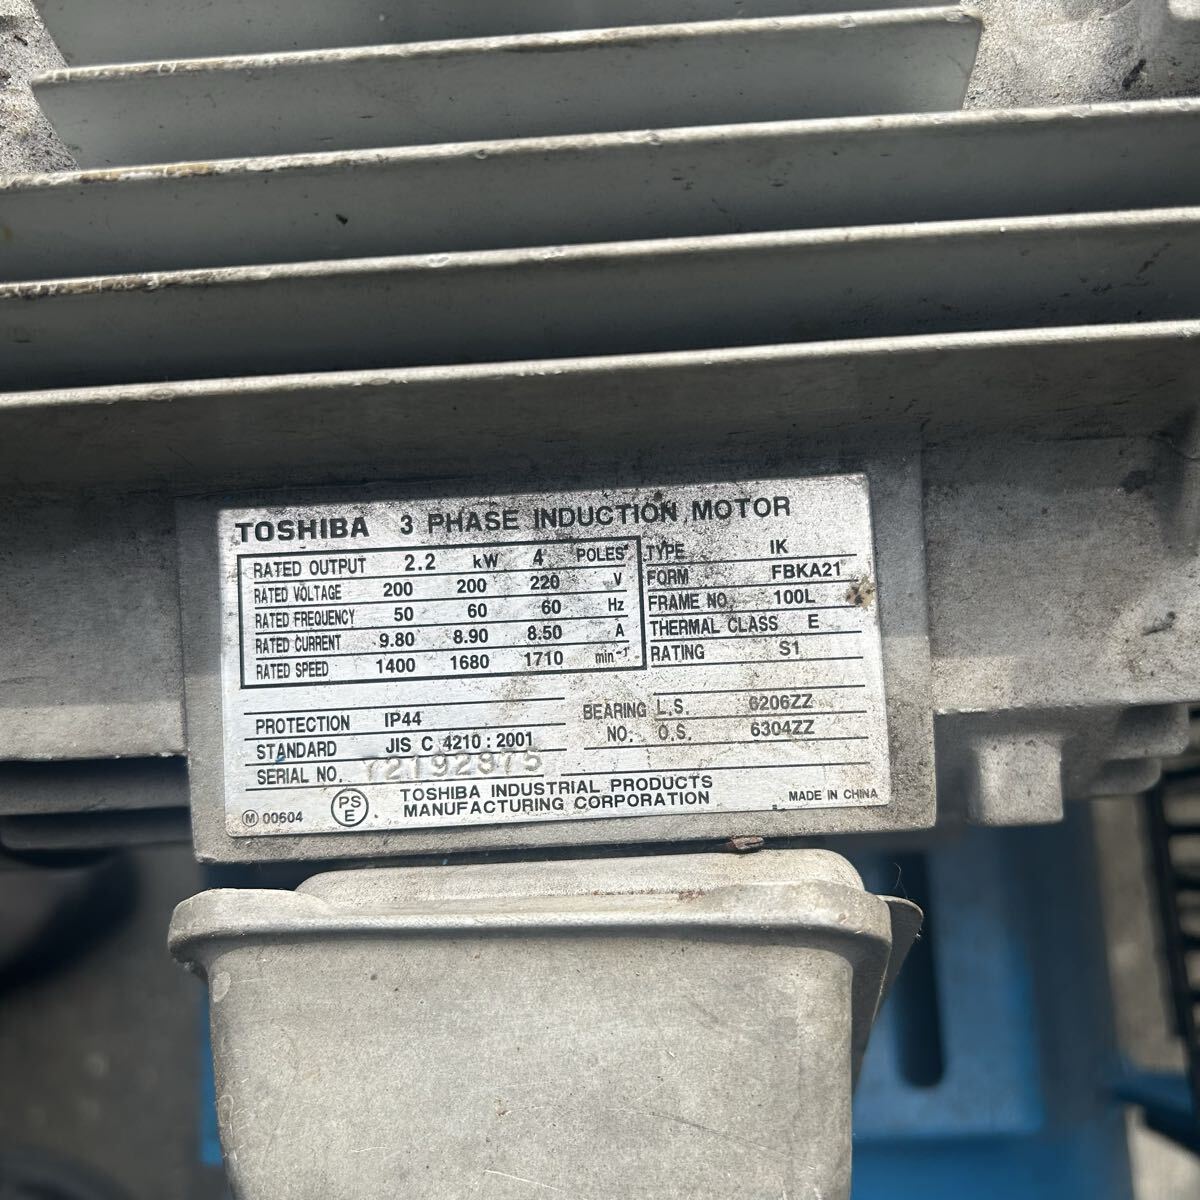 TOSHIBA 3 PHASE INDUCTION MOTOR
RATED OUTPUT 2.2 kW 4 POLES
RATED VOLTAGE 200 200 220 V
RATED FREQUENCY 50 60 60 Hz
RATED CURRENT 9.80 8.90 8.50 A
RATED SPEED 1400 1680 1710 min⁻¹
TYPE IK
FORM FBKA21
FRAME NO. 100L
THERMAL CLASS E
RATING S1
PROTECTION IP44
STANDARD JIS C 4210 : 2001
SERIAL NO. Y2192875
BEARING NO. L.S. 6206ZZ
O.S. 6304ZZ
TOSHIBA INDUSTRIAL PRODUCTS
MANUFACTURING CORPORATION
Ⓜ 00604
PS E
MADE IN CHINA